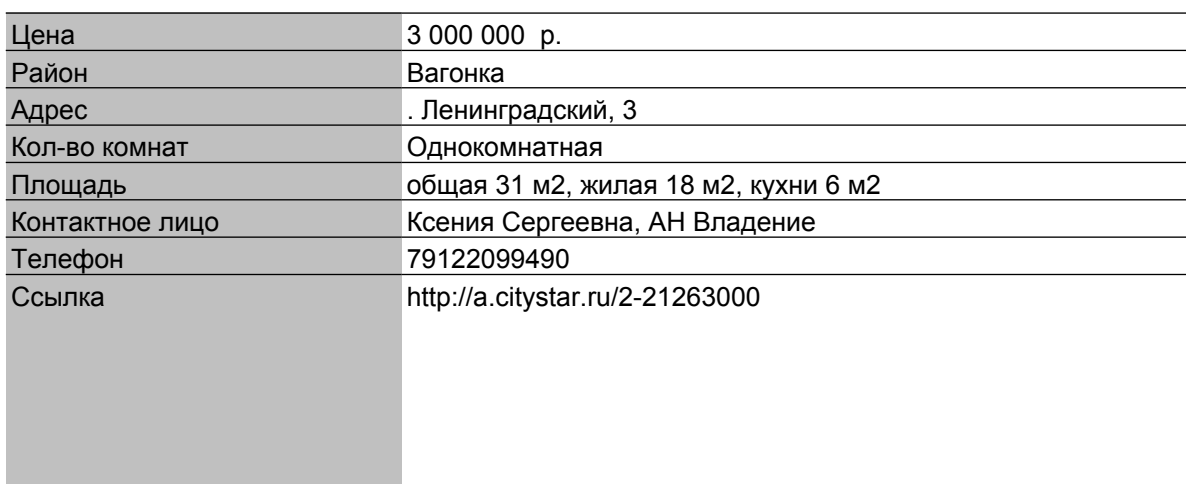 Цена 3 000 000 р.
Район Вагонка
Адрес . Ленинградский, 3
Кол-во комнат Однокомнатная
Площадь общая 31 м2, жилая 18 м2, кухни 6 м2
Контактное лицо Ксения Сергеевна, АН Владение
Телефон 79122099490
Ссылка http://a.citystar.ru/2-21263000